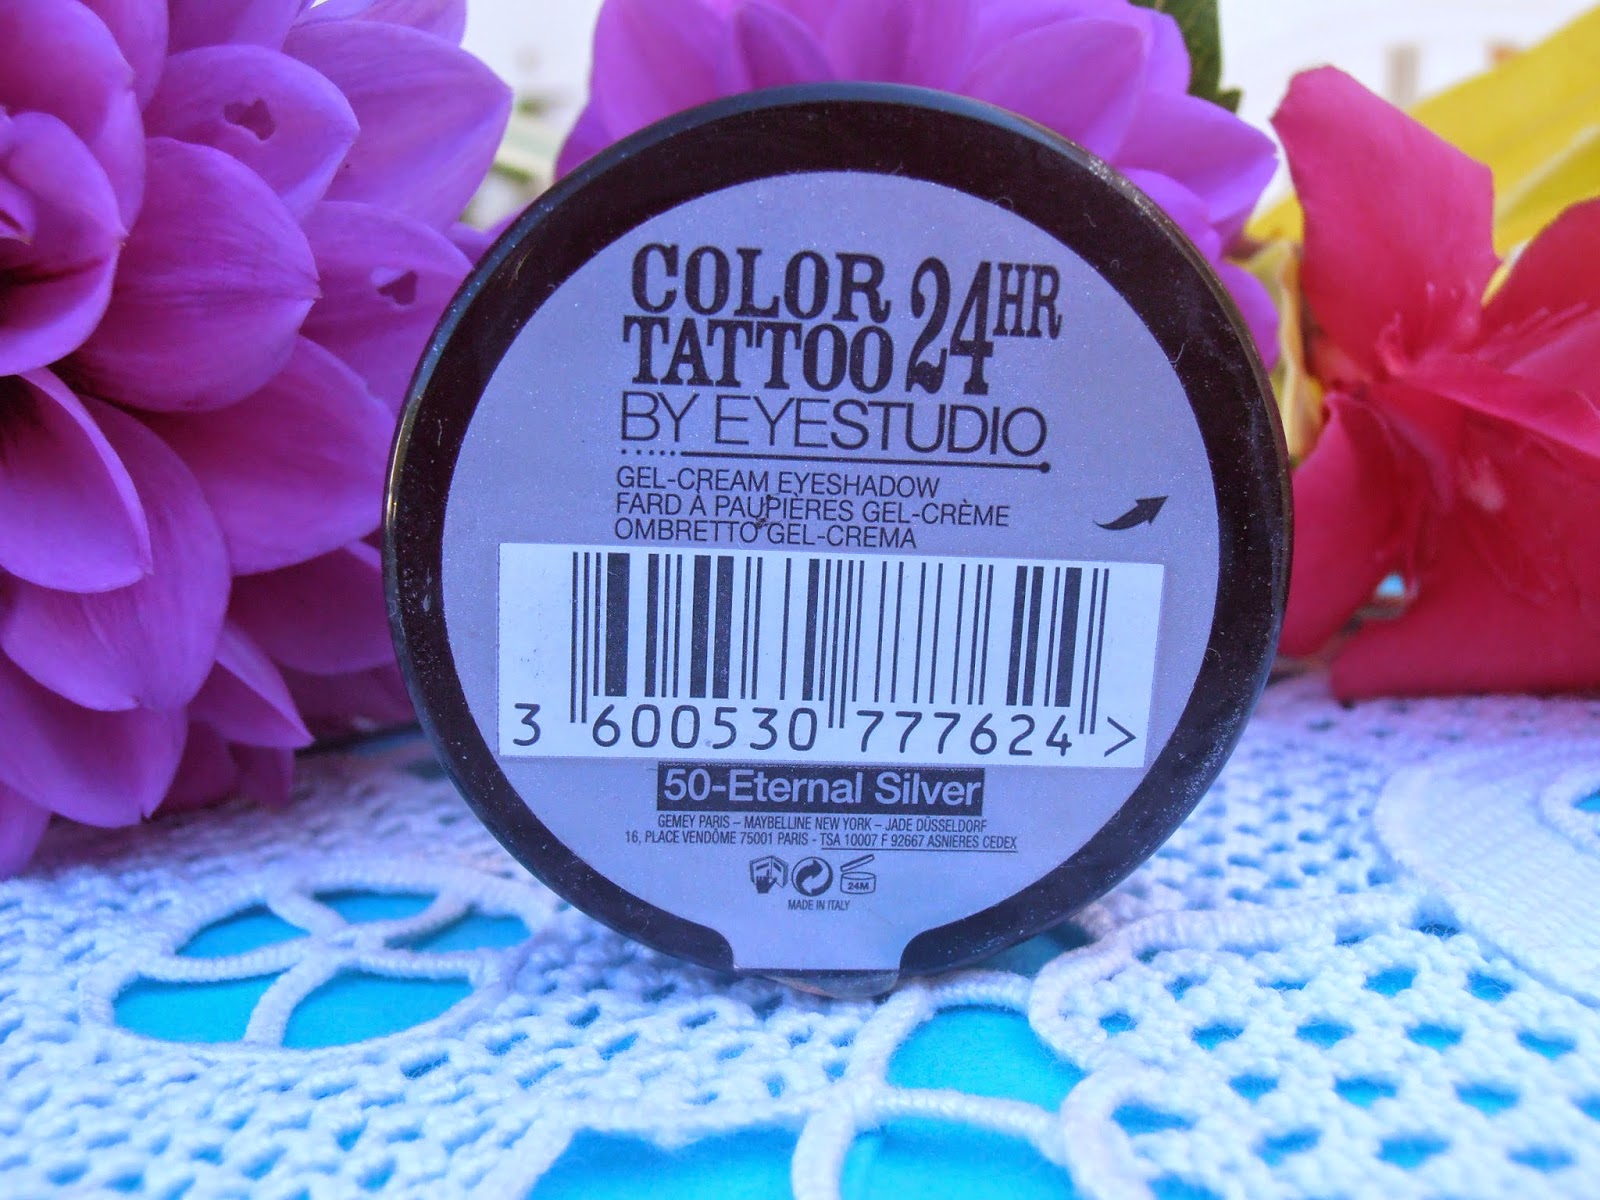 COLOR 24HR
TATTOO
BY EYESTUDIO
GEL-CREAM EYESHADOW
FARD À PAUPIÈRES GEL-CRÈME
OMBRETTO GEL-CREMA
3 600530 777624 >
50-Eternal Silver
GEMEY PARIS – MAYBELLINE NEW YORK – JADE DÜSSELDORF
16, PLACE VENDÔME 75001 PARIS - TSA 10007 F 92667 ASNIERES CEDEX
24M
MADE IN ITALY